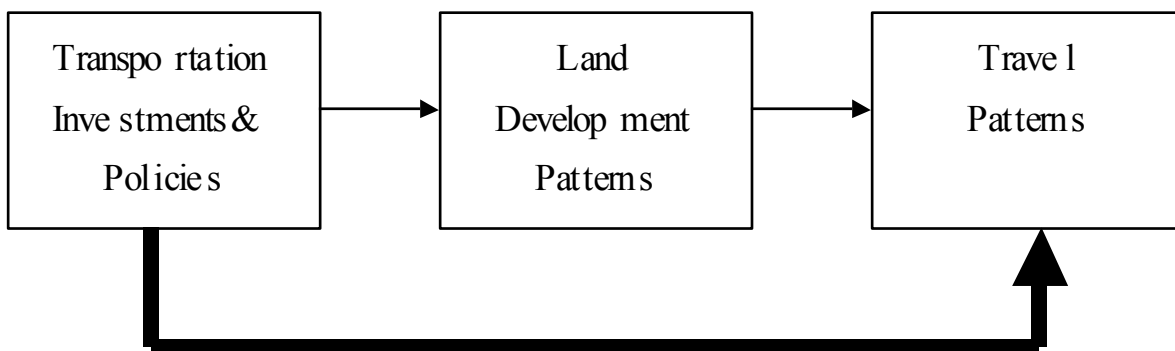 Transportation
Investments&
Policies
Land
Development
Patterns
Travel
Patterns